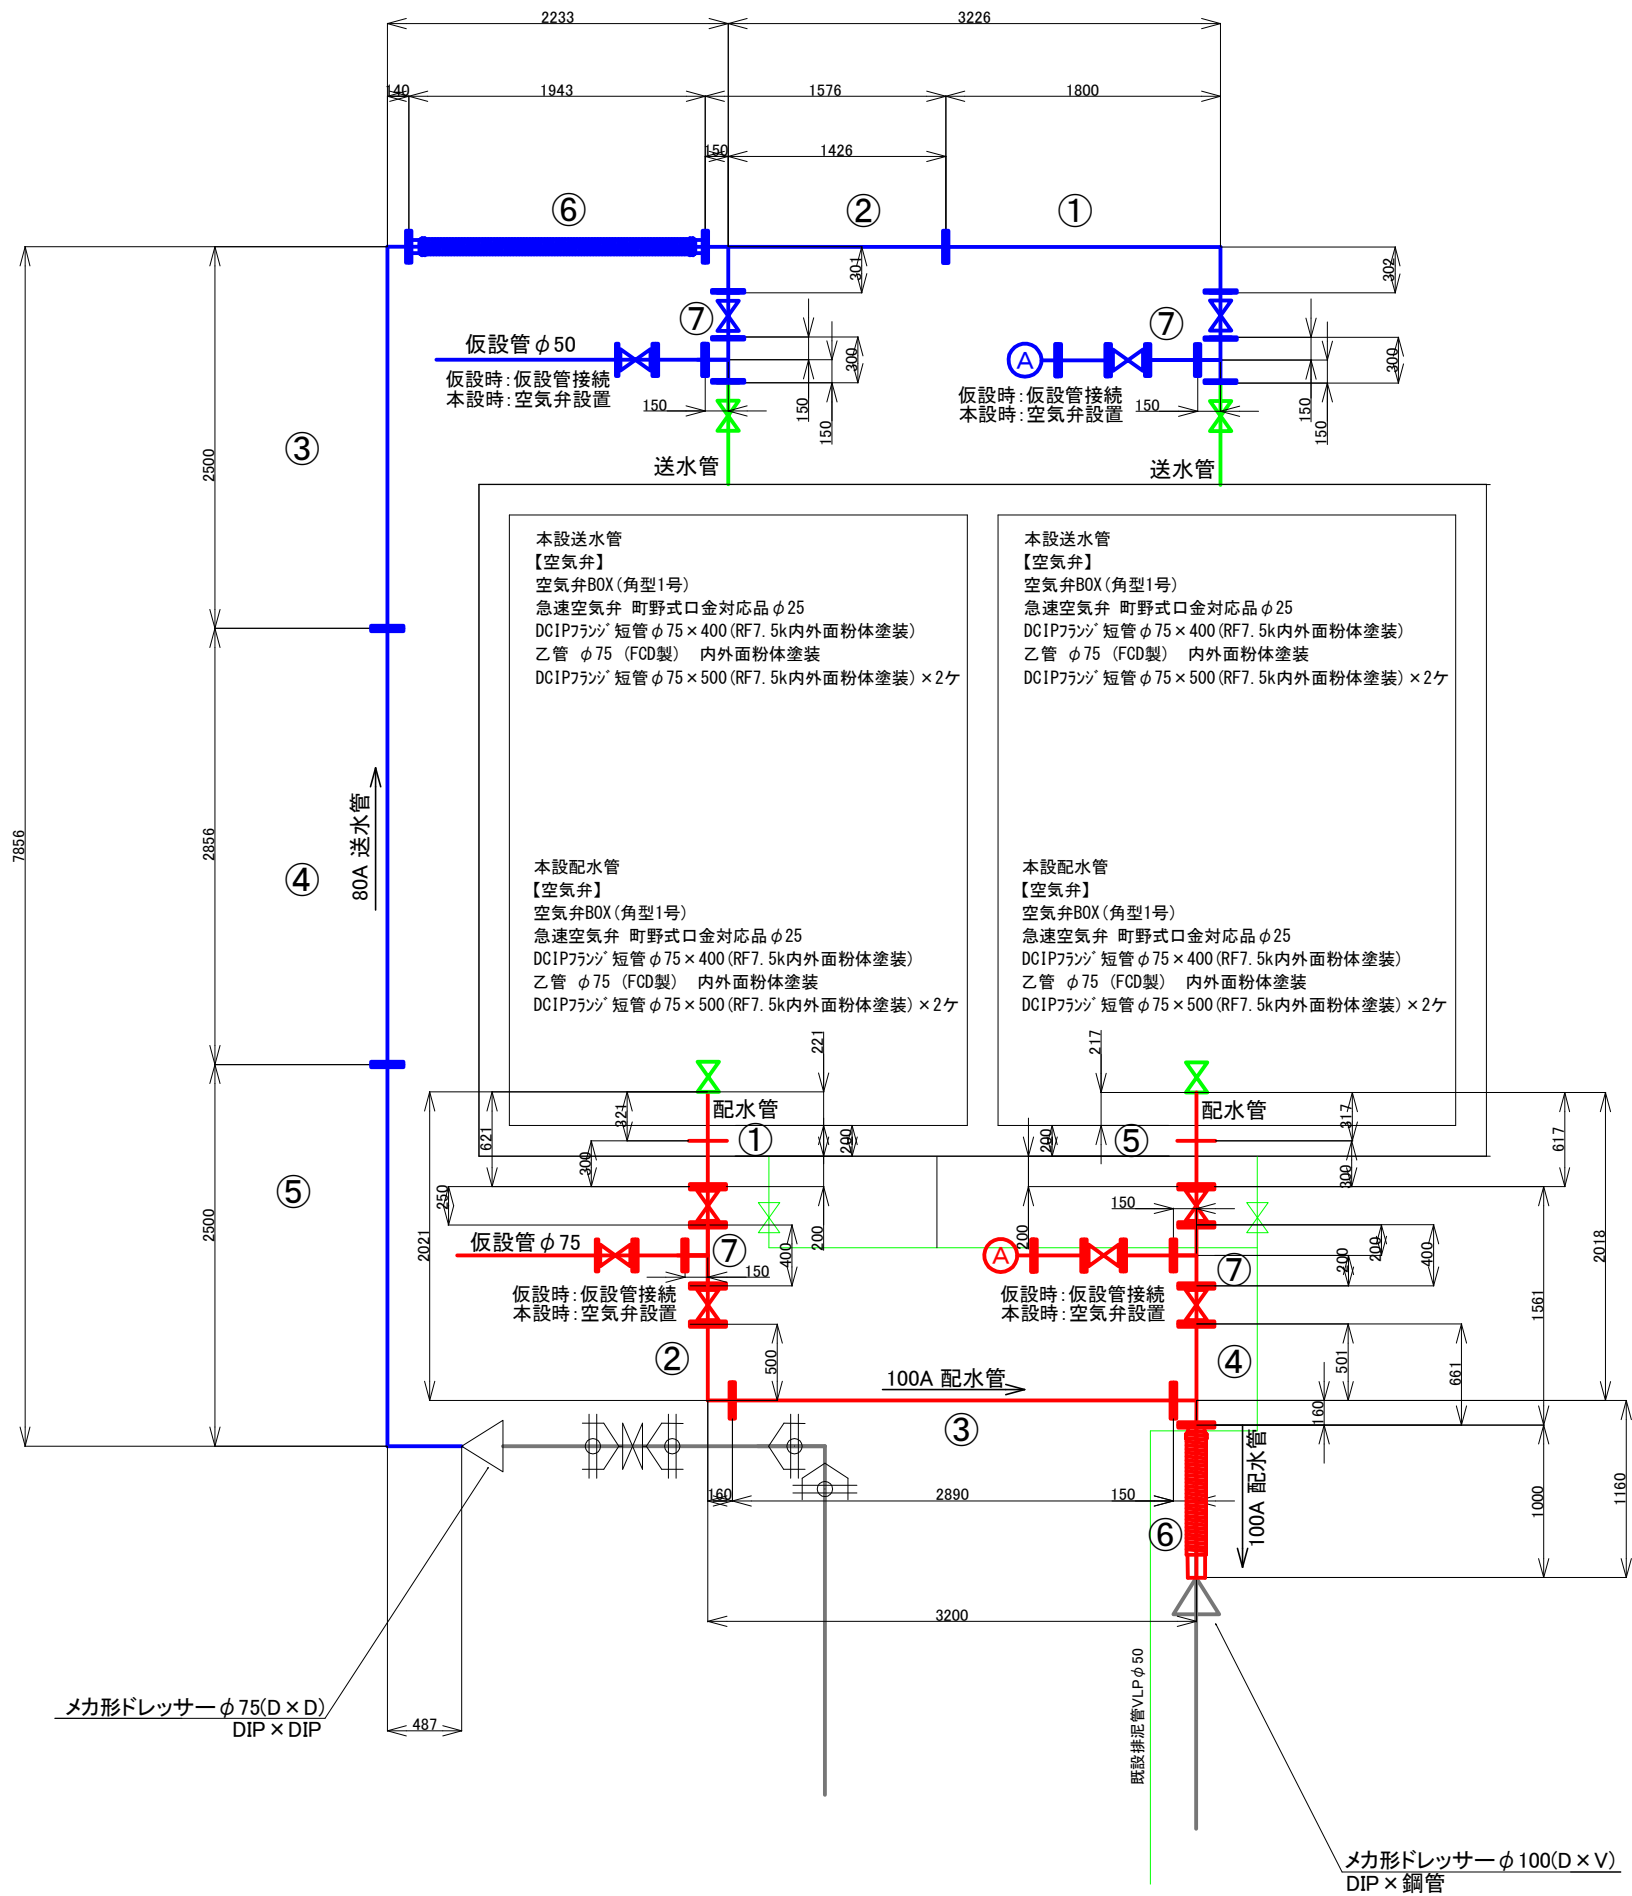 2233
3226
140
1943
1576
1800
150
1426
⑥
②
①
301
302
⑦
⑦
仮設管φ50
300
300
仮設時:仮設管接続
本設時:空気弁設置
仮設時:仮設管接続
本設時:空気弁設置
150
150
150
150
150
150
A
送水管
送水管
③
2500
7856
2856
④
80A 送水管
⑤
2500
本設送水管
【空気弁】
空気弁BOX(角型1号)
急速空気弁 町野式口金対応品φ25
DCIPフランジ短管φ75×400(RF7.5k内外面粉体塗装)
乙管 φ75 (FCD製) 内外面粉体塗装
DCIPフランジ短管φ75×500(RF7.5k内外面粉体塗装)×2ケ
本設送水管
【空気弁】
空気弁BOX(角型1号)
急速空気弁 町野式口金対応品φ25
DCIPフランジ短管φ75×400(RF7.5k内外面粉体塗装)
乙管 φ75 (FCD製) 内外面粉体塗装
DCIPフランジ短管φ75×500(RF7.5k内外面粉体塗装)×2ケ
本設配水管
【空気弁】
空気弁BOX(角型1号)
急速空気弁 町野式口金対応品φ25
DCIPフランジ短管φ75×400(RF7.5k内外面粉体塗装)
乙管 φ75 (FCD製) 内外面粉体塗装
DCIPフランジ短管φ75×500(RF7.5k内外面粉体塗装)×2ケ
本設配水管
【空気弁】
空気弁BOX(角型1号)
急速空気弁 町野式口金対応品φ25
DCIPフランジ短管φ75×400(RF7.5k内外面粉体塗装)
乙管 φ75 (FCD製) 内外面粉体塗装
DCIPフランジ短管φ75×500(RF7.5k内外面粉体塗装)×2ケ
221
217
配水管
配水管
321
317
621
617
①
⑤
200
200
300
300
250
150
2021
2018
200
200
仮設管φ75
⑦
400
A
200
200
400
⑦
150
仮設時:仮設管接続
本設時:空気弁設置
仮設時:仮設管接続
本設時:空気弁設置
1561
②
500
④
501
661
100A 配水管
③
160
160
2890
150
100A 配水管
⑥
1000
1160
3200
既設排泥管VLPφ50
メカ形ドレッサーφ75(D×D)
DIP×DIP
487
メカ形ドレッサーφ100(D×V)
DIP×鋼管